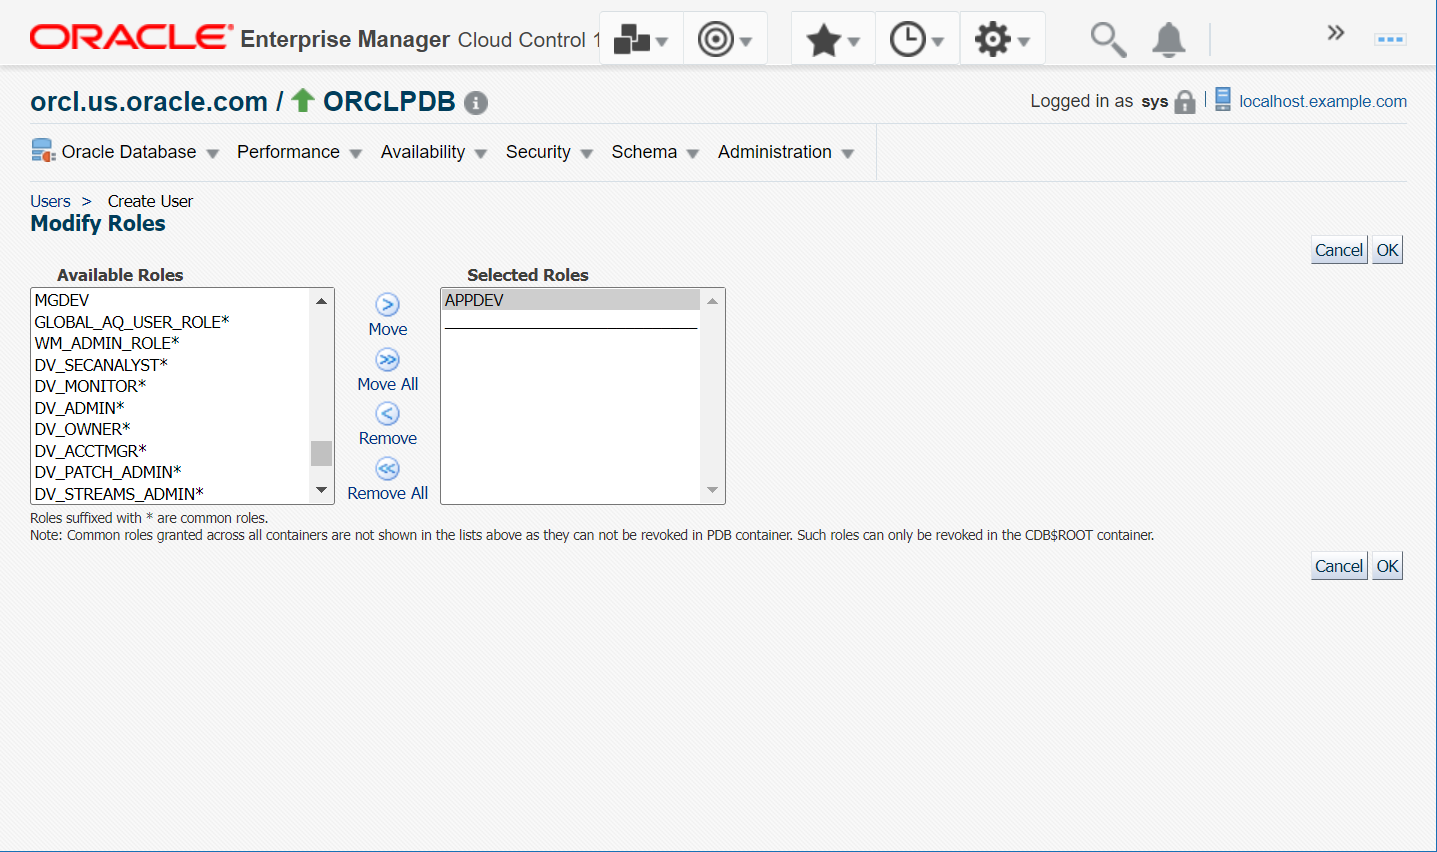 ORACLE Enterprise Manager Cloud Control 1
orcl.us.oracle.com / ORCLPDB
Logged in as sys localhost.example.com
Oracle Database Performance Availability Security Schema Administration
Users > Create User
Modify Roles
Cancel OK
Available Roles
MGDEV
GLOBAL_AQ_USER_ROLE*
WM_ADMIN_ROLE*
DV_SECANALYST*
DV_MONITOR*
DV_ADMIN*
DV_OWNER*
DV_ACCTMGR*
DV_PATCH_ADMIN*
DV_STREAMS_ADMIN*
Move
Move All
Remove
Remove All
Selected Roles
APPDEV
Roles suffixed with * are common roles.
Note: Common roles granted across all containers are not shown in the lists above as they can not be revoked in PDB container. Such roles can only be revoked in the CDB$ROOT container.
Cancel OK